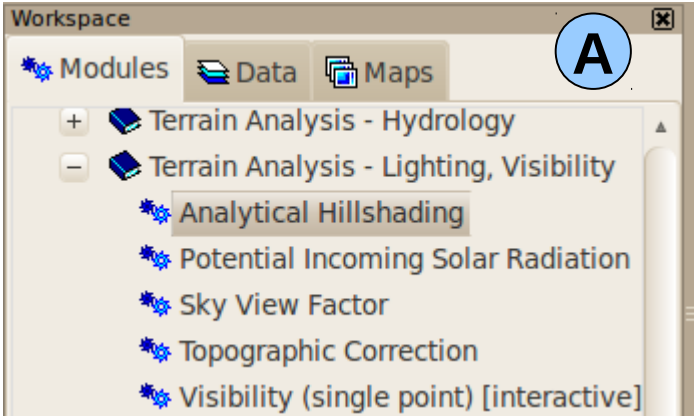 Workspace
A
Modules Data Maps
Terrain Analysis - Hydrology
Terrain Analysis - Lighting, Visibility
Analytical Hillshading
Potential Incoming Solar Radiation
Sky View Factor
Topographic Correction
Visibility (single point) [interactive]